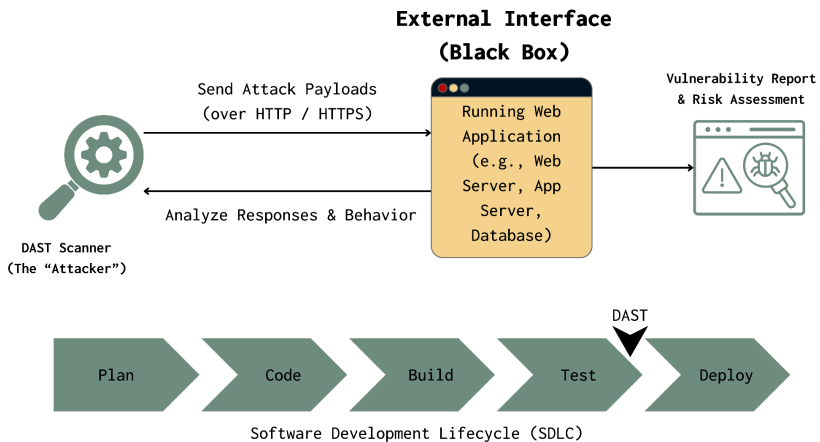 External Interface
(Black Box)
Send Attack Payloads
(over HTTP / HTTPS)
Running Web
Application
(e.g., Web
Server, App
Server,
Database)
Vulnerability Report
& Risk Assessment
Analyze Responses & Behavior
DAST Scanner
(The “Attacker”)
DAST
Plan
Code
Build
Test
Deploy
Software Development Lifecycle (SDLC)